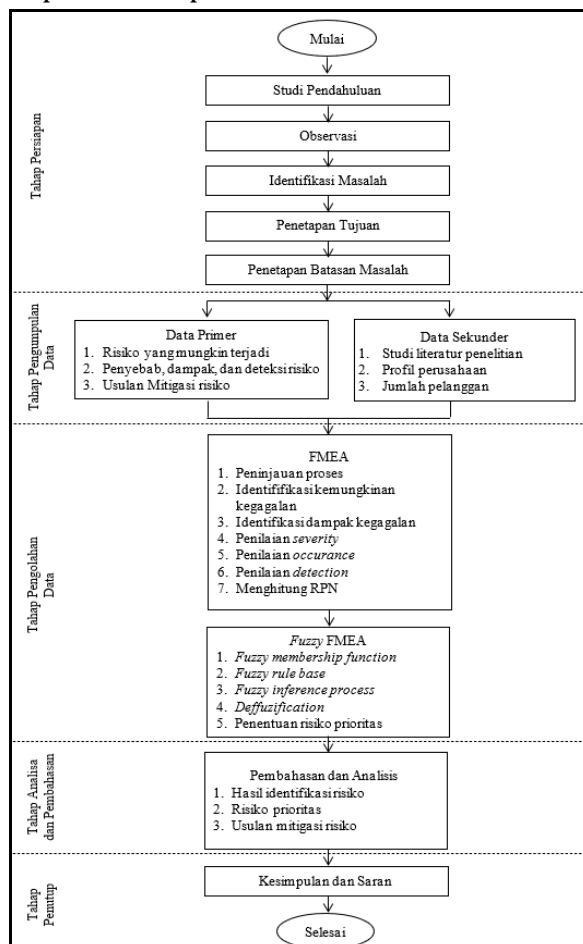 Mulai
Tahap Persiapan
Studi Pendahuluan
Observasi
Identifikasi Masalah
Penetapan Tujuan
Penetapan Batasan Masalah
Tahap Pengumpulan
Data
Data Primer
1. Risiko yang mungkin terjadi
2. Penyebab, dampak, dan deteksi risiko
3. Usulan Mitigasi risiko
Data Sekunder
1. Studi literatur penelitian
2. Profil perusahaan
3. Jumlah pelanggan
Tahap Pengolahan
Data
FMEA
1. Peninjauan proses
2. Identififikasi kemungkinan
kegagalan
3. Identifikasi dampak kegagalan
4. Penilaian severity
5. Penilaian occurance
6. Penilaian detection
7. Menghitung RPN
Fuzzy FMEA
1. Fuzzy membership function
2. Fuzzy rule base
3. Fuzzy inference process
4. Deffuzification
5. Penentuan risiko prioritas
Tahap Analisa
dan Pembahasan
Pembahasan dan Analisis
1. Hasil identifikasi risiko
2. Risiko prioritas
3. Usulan mitigasi risiko
Tahap
Penutup
Kesimpulan dan Saran
Selesai